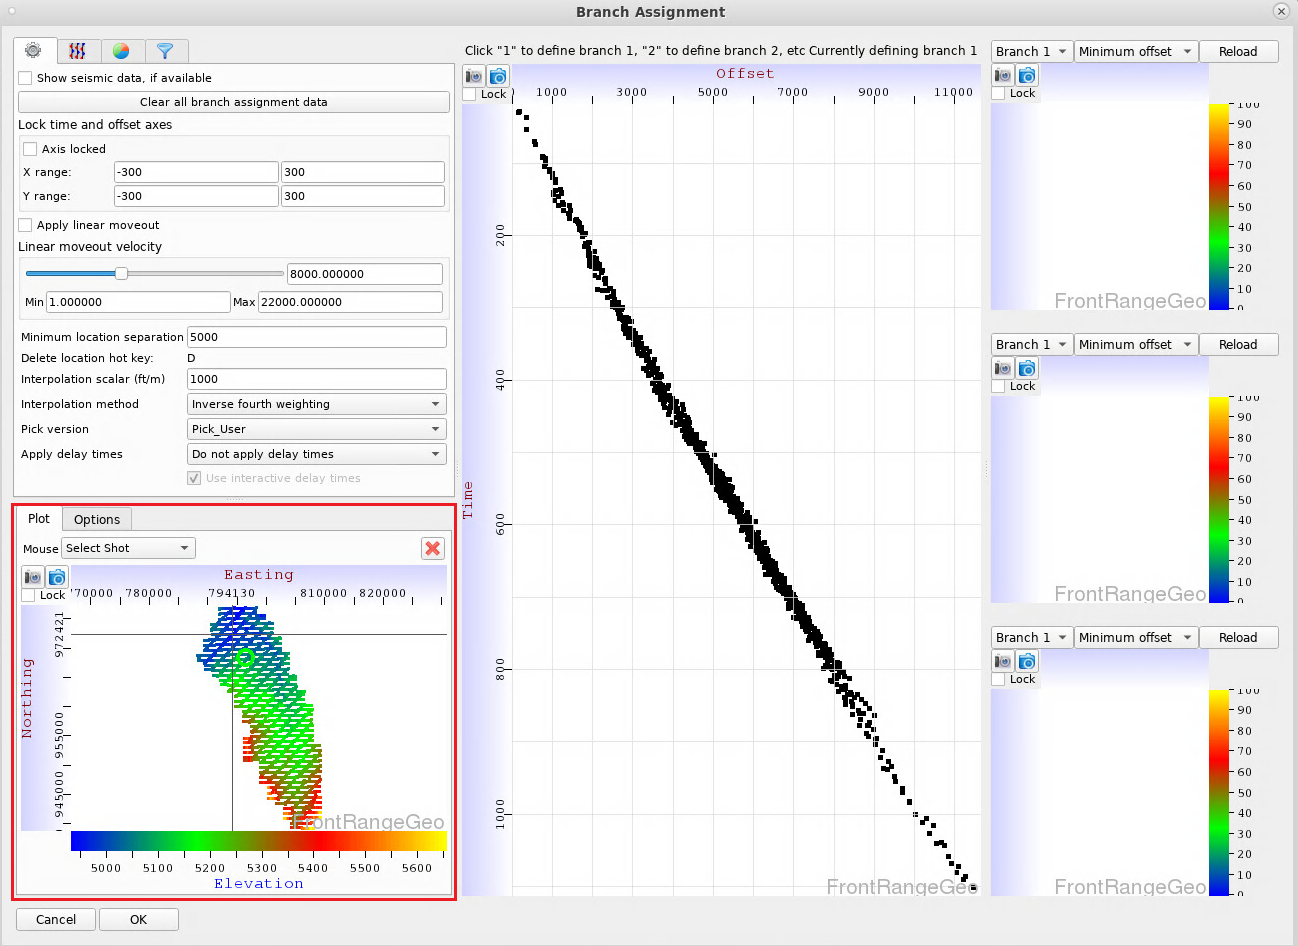 Branch Assignment
Show seismic data, if available
Clear all branch assignment data
Lock time and offset axes
Axis locked
X range: -300 300
Y range: -300 300
Apply linear moveout
Linear moveout velocity
8000.000000
Min 1.000000 Max 22000.000000
Minimum location separation 5000
Delete location hot key: D
Interpolation scalar (ft/m) 1000
Interpolation method Inverse fourth weighting
Pick version Pick_User
Apply delay times Do not apply delay times
Use interactive delay times
Plot Options
Mouse Select Shot
Easting
Lock
770000 780000 794130 810000 820000
Northing
972421
955000
945000
FrontRangeGeo
5000 5100 5200 5300 5400 5500 5600
Elevation
Cancel OK
Click "1" to define branch 1, "2" to define branch 2, etc Currently defining branch 1
Offset
Lock
1000 3000 5000 7000 9000 11000
Time
200
400
600
800
1000
FrontRangeGeo
Branch 1 Minimum offset Reload
Lock
100
90
80
70
60
50
40
30
20
10
0
FrontRangeGeo
Branch 1 Minimum offset Reload
Lock
100
90
80
70
60
50
40
30
20
10
0
FrontRangeGeo
Branch 1 Minimum offset Reload
Lock
100
90
80
70
60
50
40
30
20
10
0
FrontRangeGeo